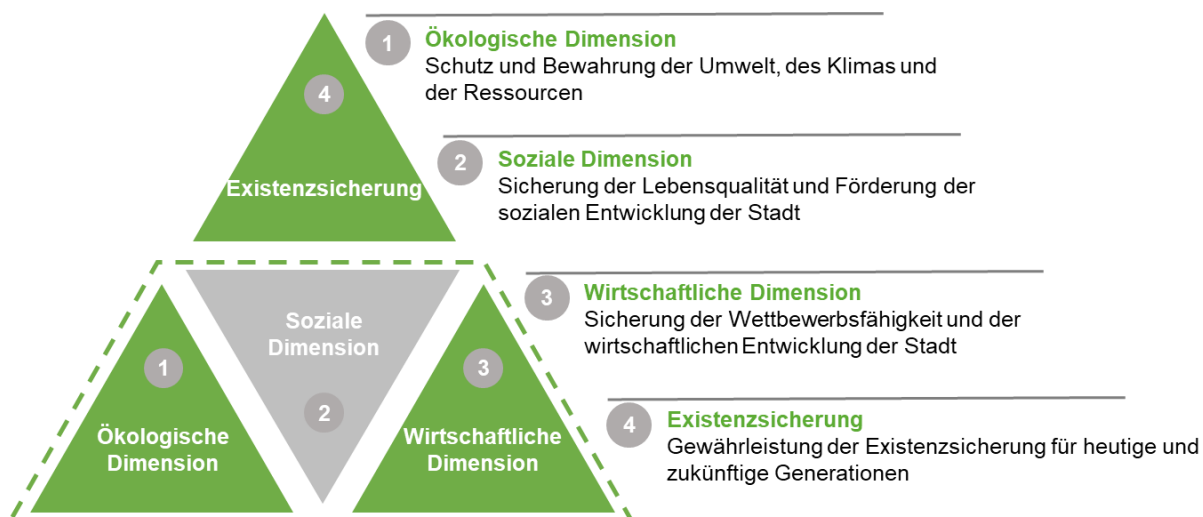 4
Existenzsicherung
Soziale
Dimension
2
1
Ökologische
Dimension
3
Wirtschaftliche
Dimension
1
Ökologische Dimension
Schutz und Bewahrung der Umwelt, des Klimas und
der Ressourcen
2
Soziale Dimension
Sicherung der Lebensqualität und Förderung der
sozialen Entwicklung der Stadt
3
Wirtschaftliche Dimension
Sicherung der Wettbewerbsfähigkeit und der
wirtschaftlichen Entwicklung der Stadt
4
Existenzsicherung
Gewährleistung der Existenzsicherung für heutige und
zukünftige Generationen